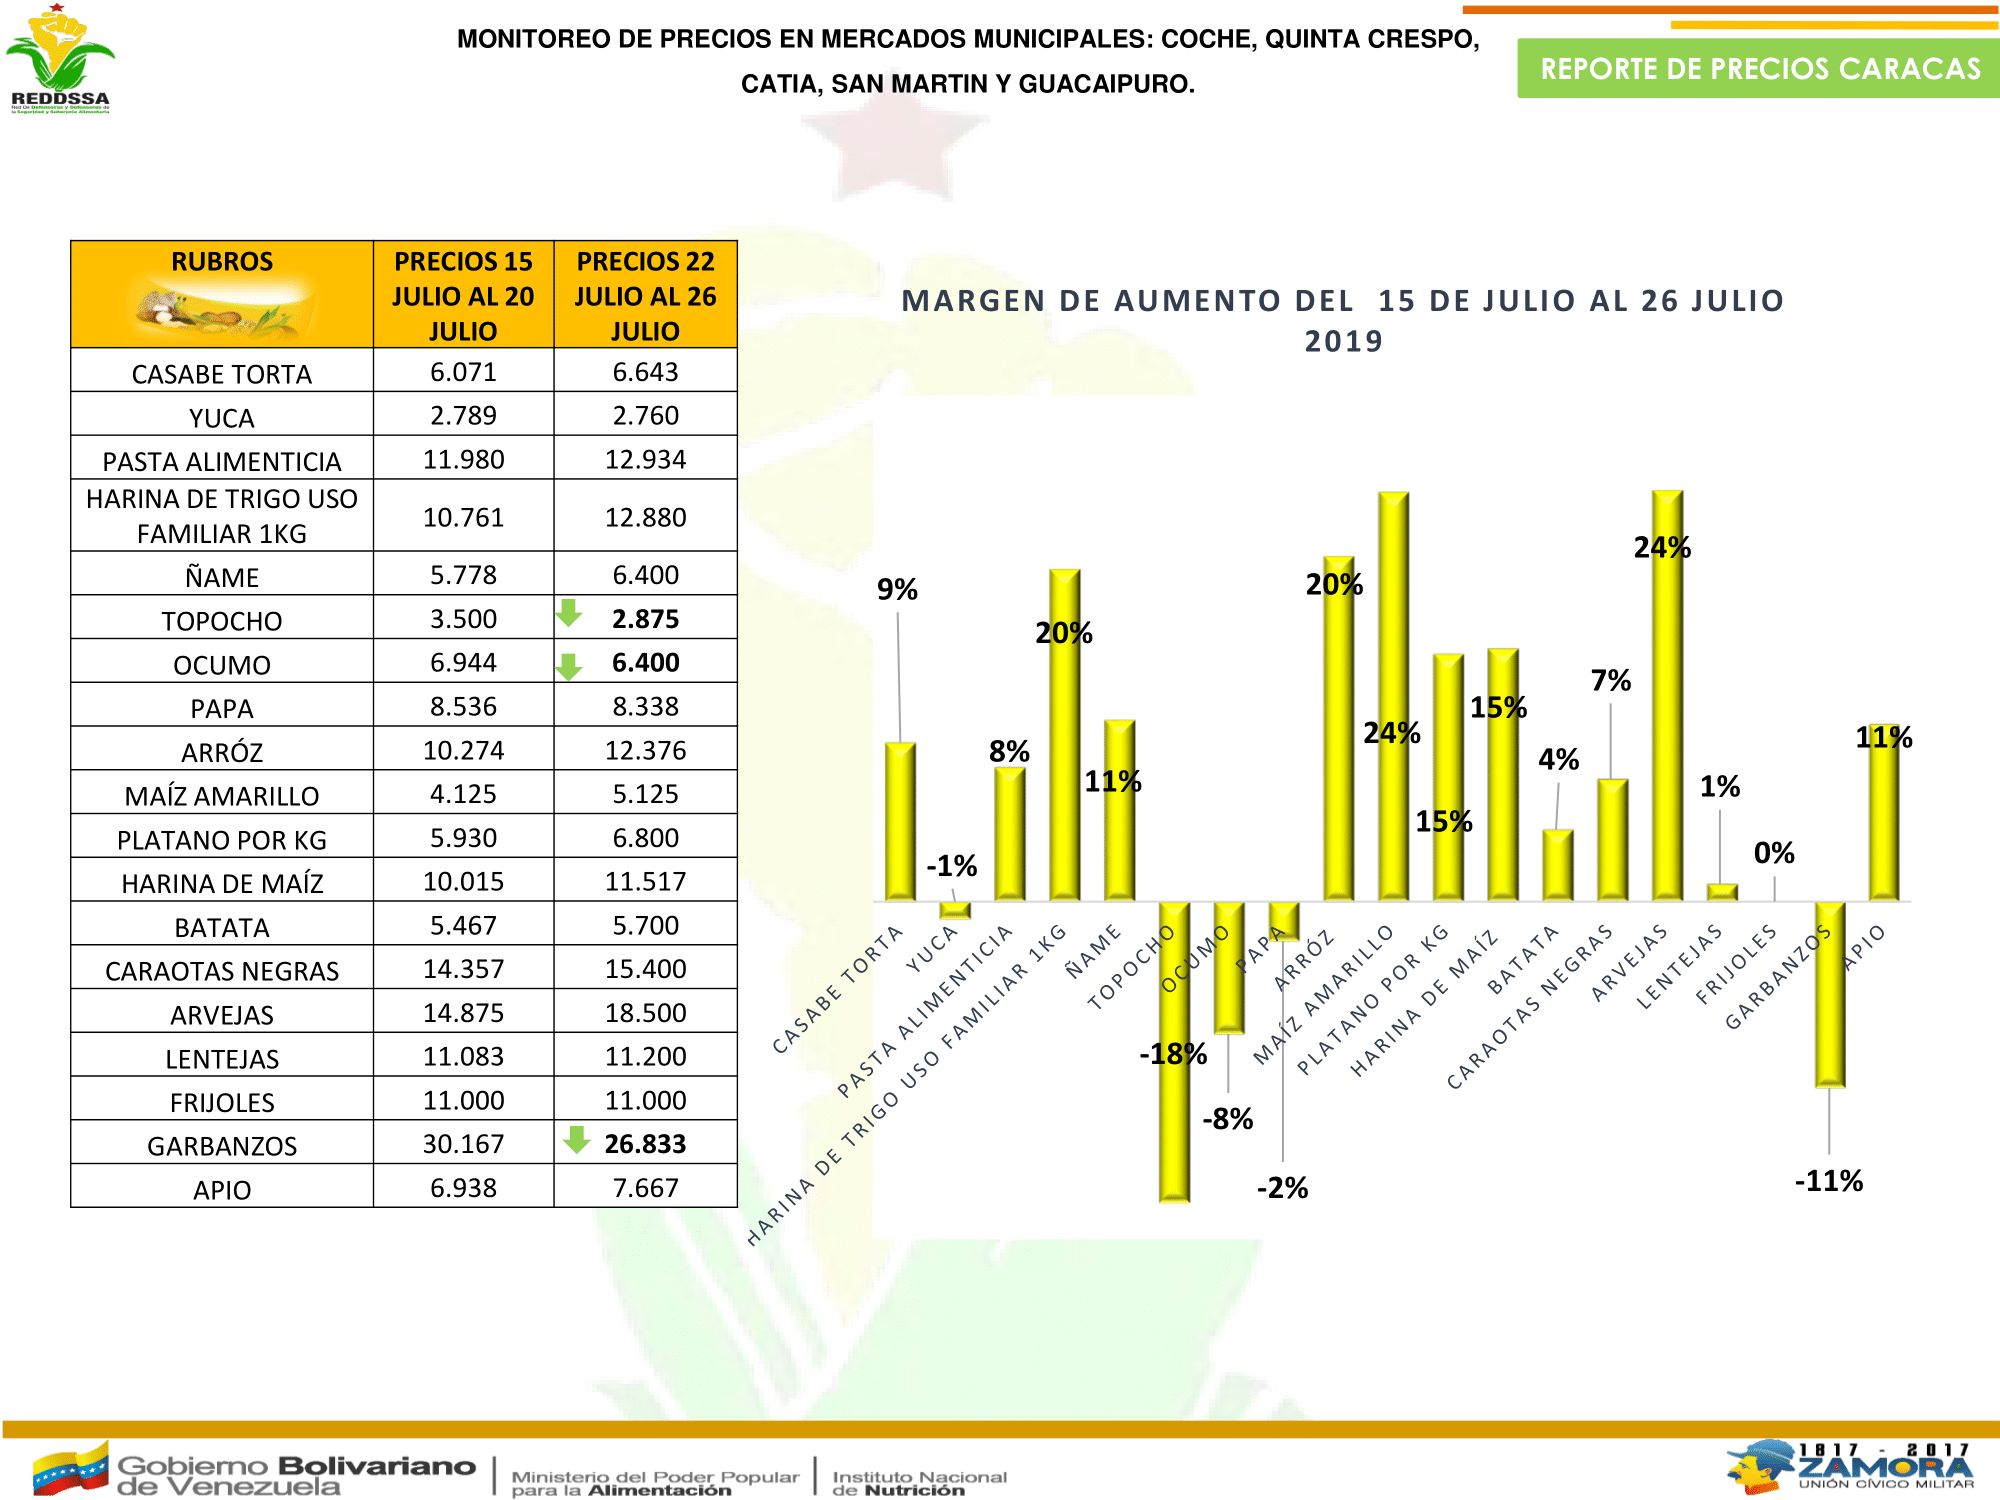 REDDSSA
Red De Defensoras y Defensores de
la Seguridad y Soberanía Alimentaria
MONITOREO DE PRECIOS EN MERCADOS MUNICIPALES: COCHE, QUINTA CRESPO,
CATIA, SAN MARTIN Y GUACAIPURO.
REPORTE DE PRECIOS CARACAS
RUBROS PRECIOS 15 JULIO AL 20 JULIO PRECIOS 22 JULIO AL 26 JULIO
CASABE TORTA 6.071 6.643
YUCA 2.789 2.760
PASTA ALIMENTICIA 11.980 12.934
HARINA DE TRIGO USO FAMILIAR 1KG 10.761 12.880
ÑAME 5.778 6.400
TOPOCHO 3.500 2.875
OCUMO 6.944 6.400
PAPA 8.536 8.338
ARRÓZ 10.274 12.376
MAÍZ AMARILLO 4.125 5.125
PLATANO POR KG 5.930 6.800
HARINA DE MAÍZ 10.015 11.517
BATATA 5.467 5.700
CARAOTAS NEGRAS 14.357 15.400
ARVEJAS 14.875 18.500
LENTEJAS 11.083 11.200
FRIJOLES 11.000 11.000
GARBANZOS 30.167 26.833
APIO 6.938 7.667
MARGEN DE AUMENTO DEL 15 DE JULIO AL 26 JULIO
2019
9%
-1%
8%
20%
11%
-18%
-8%
-2%
20%
24%
15%
15%
4%
7%
24%
1%
0%
-11%
11%
CASABE TORTA
YUCA
PASTA ALIMENTICIA
HARINA DE TRIGO USO FAMILIAR 1KG
ÑAME
TOPOCHO
OCUMO
PAPA
ARRÓZ
MAÍZ AMARILLO
PLATANO POR KG
HARINA DE MAÍZ
BATATA
CARAOTAS NEGRAS
ARVEJAS
LENTEJAS
FRIJOLES
GARBANZOS
APIO
Gobierno Bolivariano
de Venezuela
Ministerio del Poder Popular
para la Alimentación
Instituto Nacional
de Nutrición
1817 - 2017
ZAMORA
UNIÓN CÍVICO MILITAR